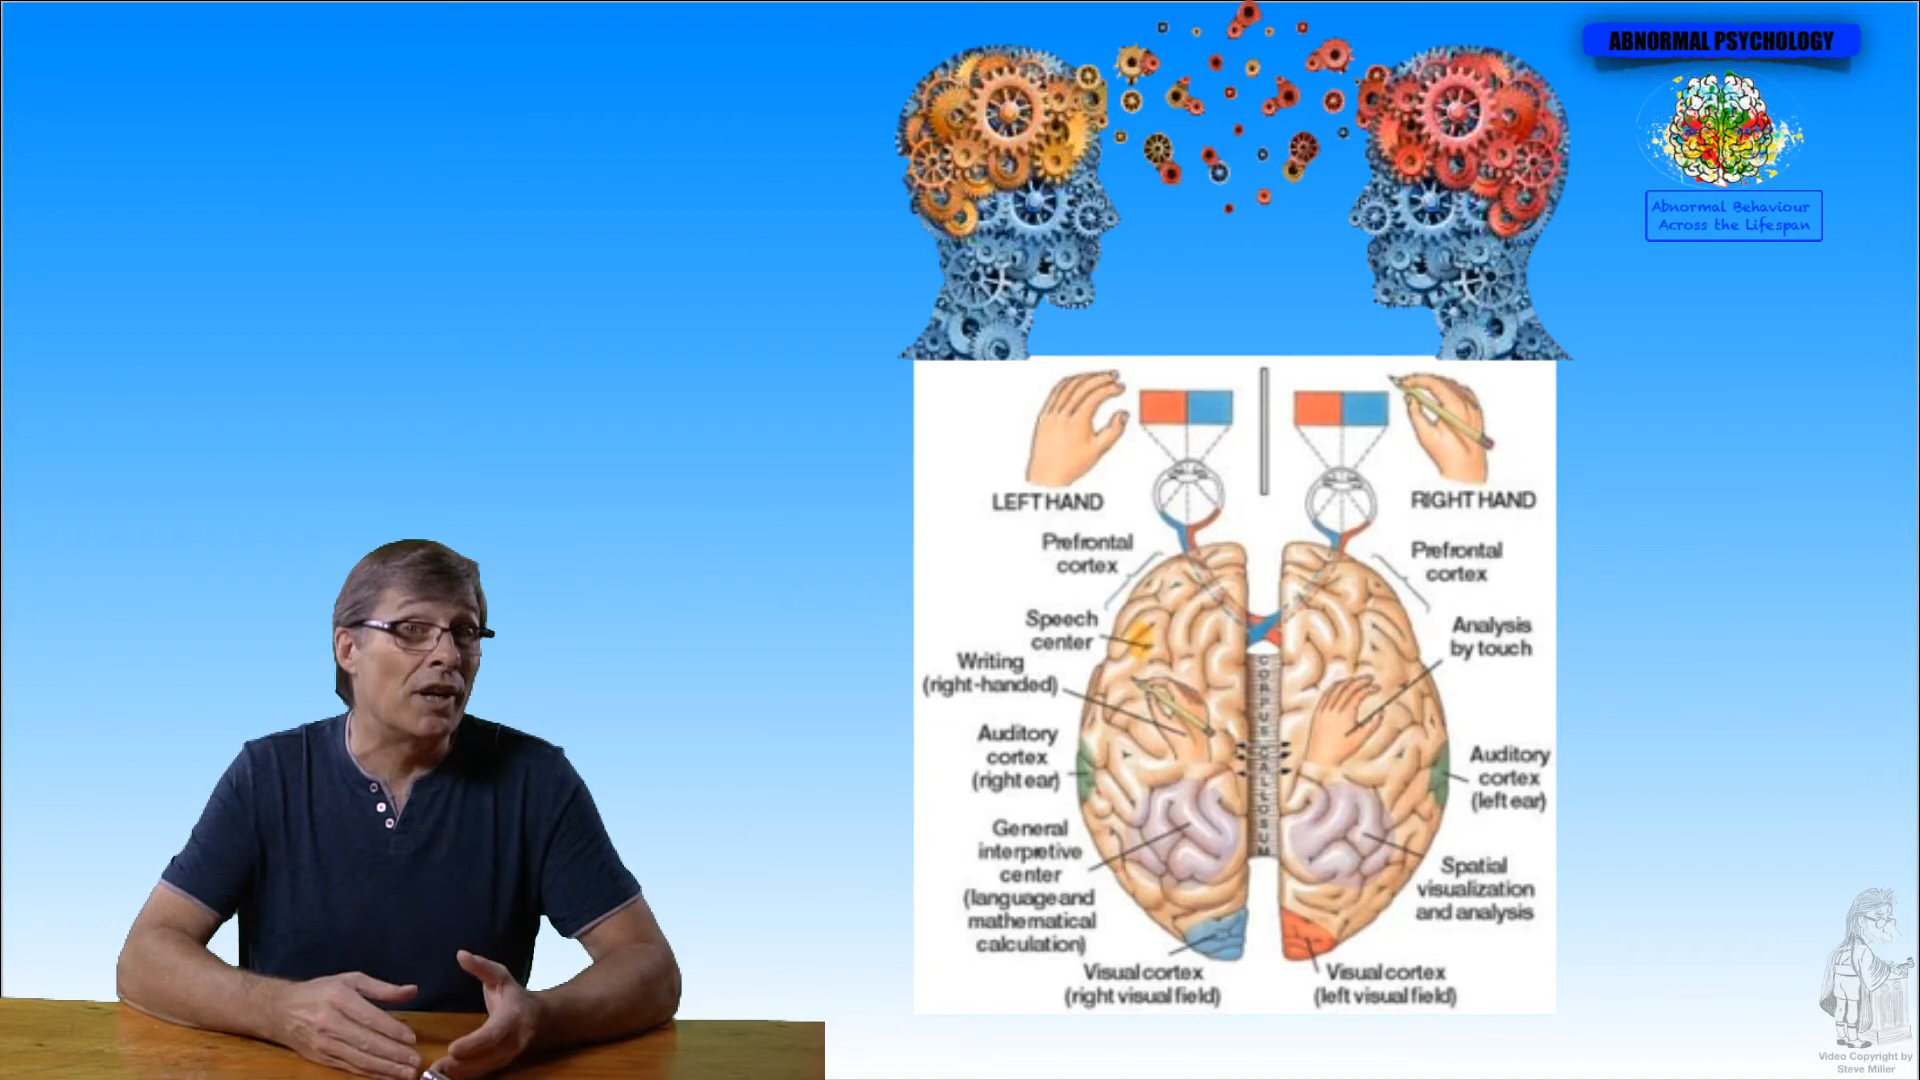 ABNORMAL PSYCHOLOGY
Abnormal Behaviour
Across the Lifespan
LEFT HAND
RIGHT HAND
Prefrontal
cortex
Prefrontal
cortex
Speech
center
Analysis
by touch
Writing
(right-handed)
CORPUS CALLOSUM
Auditory
cortex
(right ear)
Auditory
cortex
(left ear)
General
interpretive
center
(language and
mathematical
calculation)
Spatial
visualization
and analysis
Visual cortex
(right visual field)
Visual cortex
(left visual field)
Video Copyright by
Steve Miller